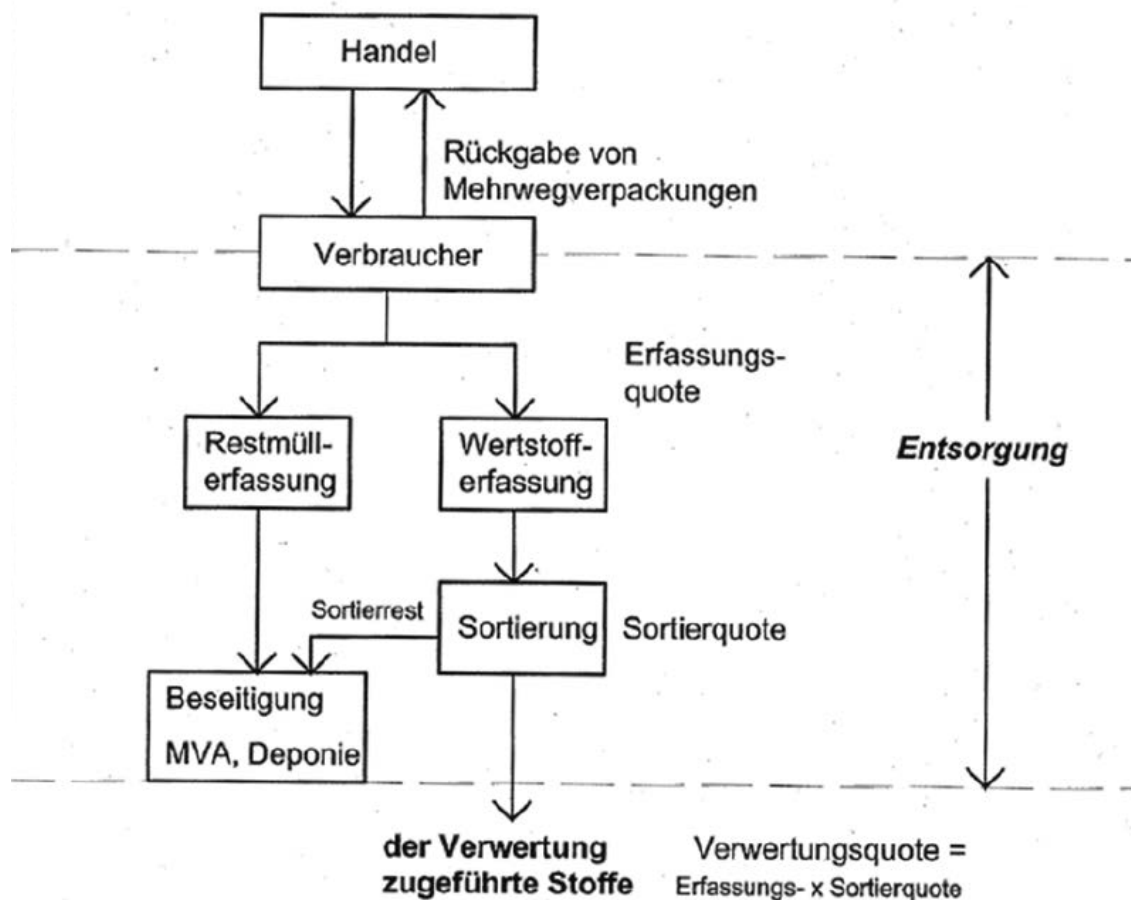 Handel
Rückgabe von
Mehrwegverpackungen
Verbraucher
Erfassungs-
quote
Restmüll-
erfassung
Wertstoff-
erfassung
Entsorgung
Sortierrest
Sortierung
Sortierquote
Beseitigung
MVA, Deponie
der Verwertung
zugeführte Stoffe
Verwertungsquote =
Erfassungs- x Sortierquote